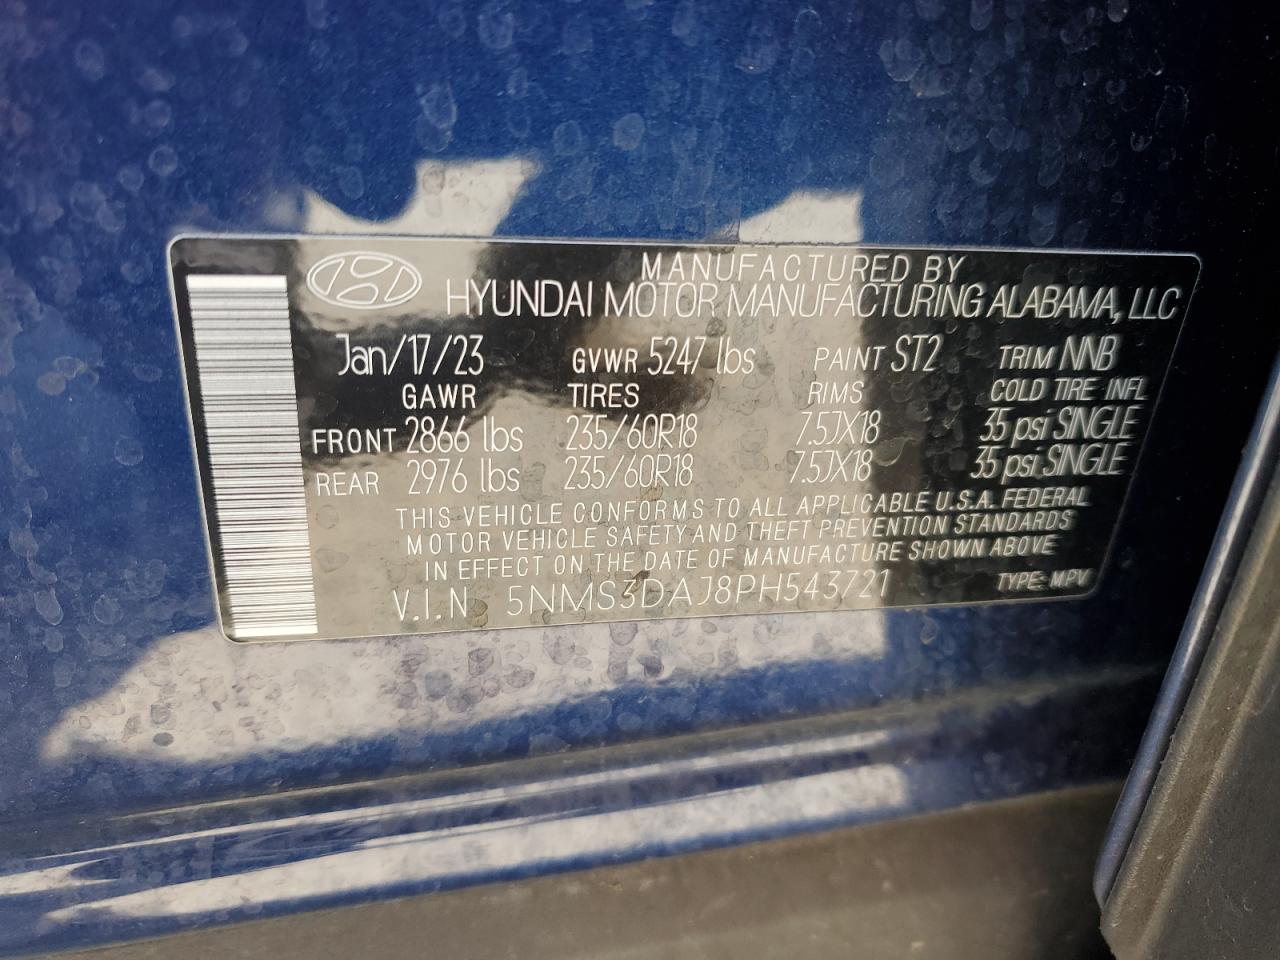 MANUFACTURED BY
HYUNDAI MOTOR MANUFACTURING ALABAMA, LLC
Jan/17/23 GVWR 5247 lbs PAINT ST2 TRIM NNB
GAWR TIRES RIMS COLD TIRE INFL
FRONT 2866 lbs 235/60R18 7.5JX18 35 psi SINGLE
REAR 2976 lbs 235/60R18 7.5JX18 35 psi SINGLE
THIS VEHICLE CONFORMS TO ALL APPLICABLE U.S.A. FEDERAL
MOTOR VEHICLE SAFETY AND THEFT PREVENTION STANDARDS
IN EFFECT ON THE DATE OF MANUFACTURE SHOWN ABOVE
V.I.N 5NMS3DAJ8PH543721 TYPE: MPV